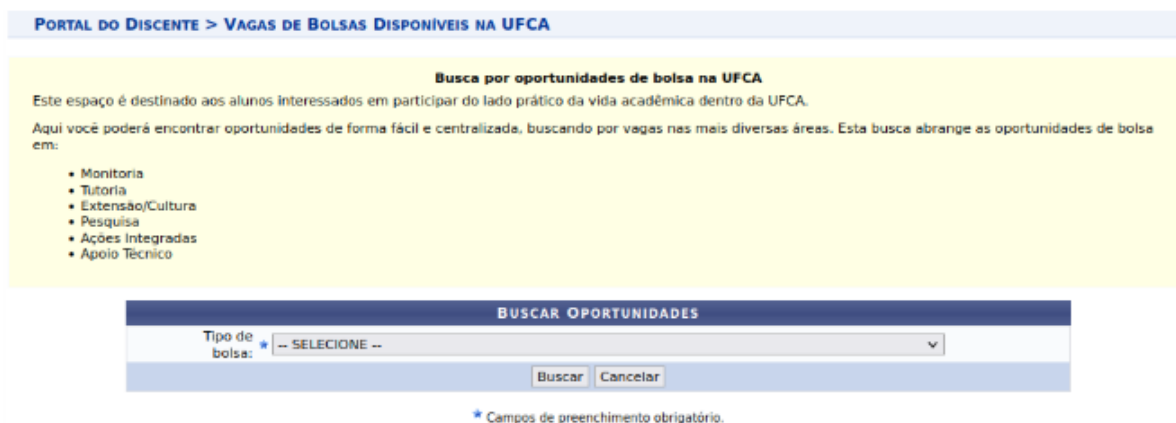 PORTAL DO DISCENTE > VAGAS DE BOLSAS DISPONÍVEIS NA UFCA
Busca por oportunidades de bolsa na UFCA
Este espaço é destinado aos alunos interessados em participar do lado prático da vida acadêmica dentro da UFCA.
Aqui você poderá encontrar oportunidades de forma fácil e centralizada, buscando por vagas nas mais diversas áreas. Esta busca abrange as oportunidades de bolsa
em:
• Monitoria
• Tutoria
• Extensão/Cultura
• Pesquisa
• Ações Integradas
• Apoio Técnico
BUSCAR OPORTUNIDADES
Tipo de
bolsa: * -- SELECIONE --
Buscar Cancelar
* Campos de preenchimento obrigatório.